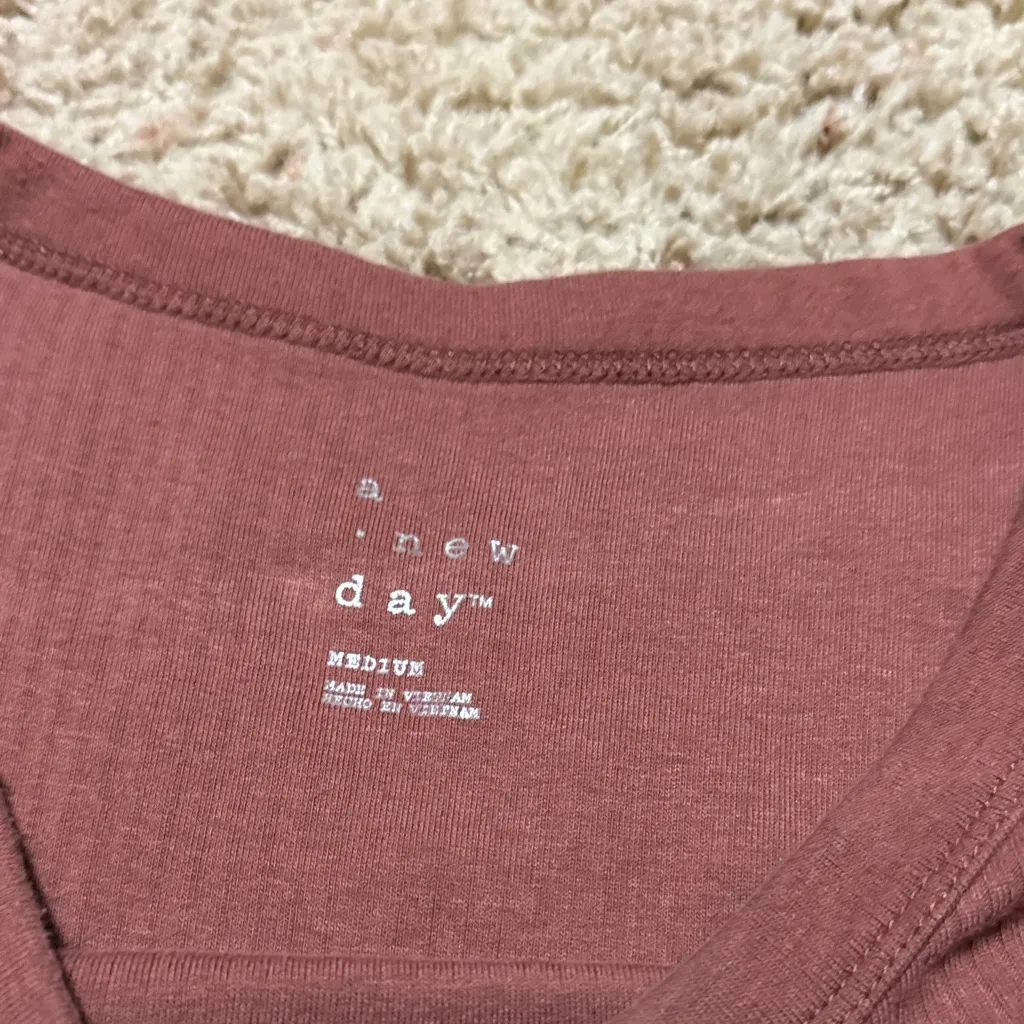 a
· new
day™
MEDIUM
MADE IN VIETNAM
HECHO EN VIETNAM